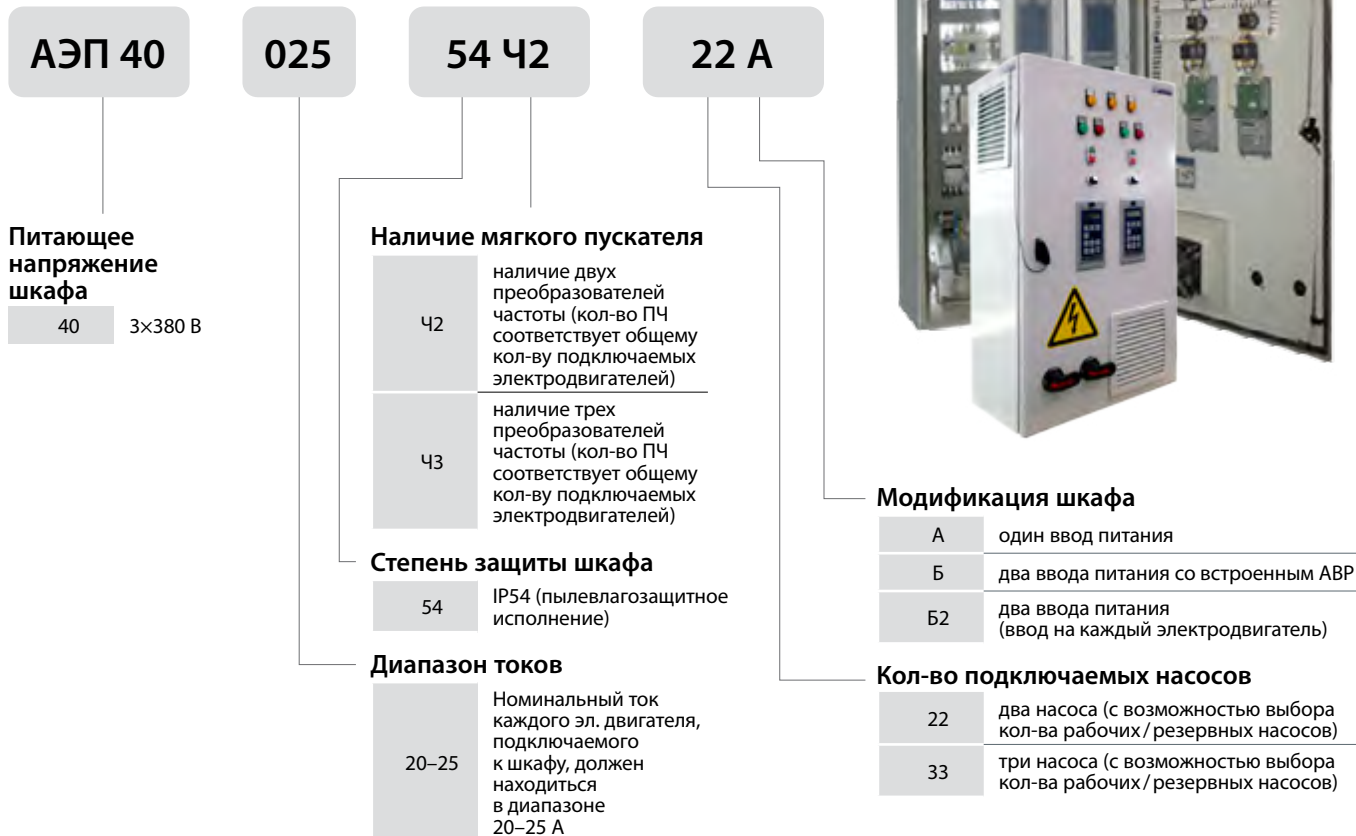 АЭП 40
025
54 Ч2
22 А
Питающее
напряжение
шкафа
40 3×380 В
Наличие мягкого пускателя
Ч2
наличие двух
преобразователей
частоты (кол-во ПЧ
соответствует общему
кол-ву подключаемых
электродвигателей)
Ч3
наличие трех
преобразователей
частоты (кол-во ПЧ
соответствует общему
кол-ву подключаемых
электродвигателей)
Степень защиты шкафа
54
IP54 (пылевлагозащитное
исполнение)
Диапазон токов
20–25
Номинальный ток
каждого эл. двигателя,
подключаемого
к шкафу, должен
находиться
в диапазоне
20–25 А
Модификация шкафа
А один ввод питания
Б два ввода питания со встроенным АВР
Б2
два ввода питания
(ввод на каждый электродвигатель)
Кол-во подключаемых насосов
22
два насоса (с возможностью выбора
кол-ва рабочих/резервных насосов)
33
три насоса (с возможностью выбора
кол-ва рабочих/резервных насосов)